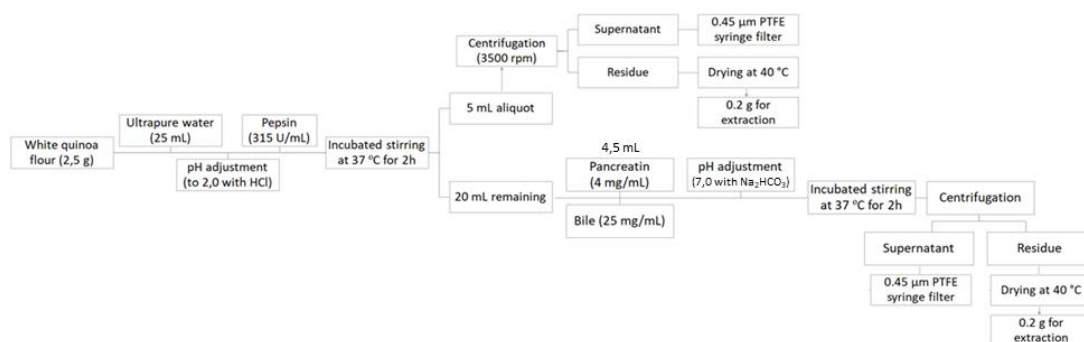 White quinoa
flour (2,5 g)
Ultrapure water
(25 mL)
pH adjustment
(to 2,0 with HCl)
Pepsin
(315 U/mL)
Incubated stirring
at 37 °C for 2h
5 mL aliquot
Centrifugation
(3500 rpm)
Supernatant
0.45 µm PTFE
syringe filter
Residue
Drying at 40 °C
0.2 g for
extraction
20 mL remaining
4,5 mL
Pancreatin
(4 mg/mL)
Bile (25 mg/mL)
pH adjustment
(7,0 with Na₂HCO₃)
Incubated stirring
at 37 °C for 2h
Centrifugation
Supernatant
0.45 µm PTFE
syringe filter
Residue
Drying at 40 °C
0.2 g for
extraction